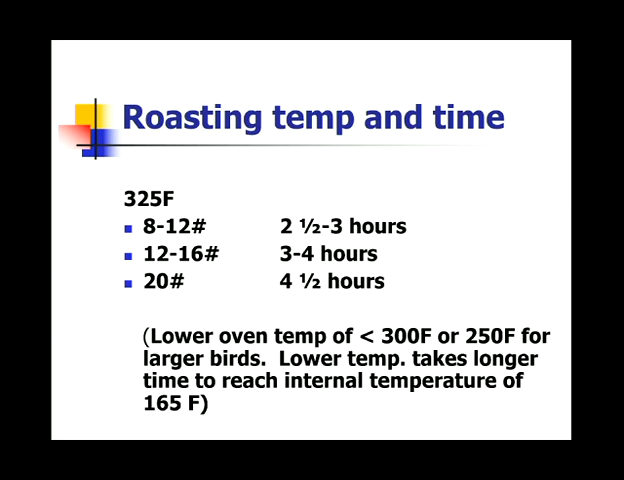 Roasting temp and time
325F
8-12# 2 ½-3 hours
12-16# 3-4 hours
20# 4 ½ hours
(Lower oven temp of < 300F or 250F for
larger birds. Lower temp. takes longer
time to reach internal temperature of
165 F)